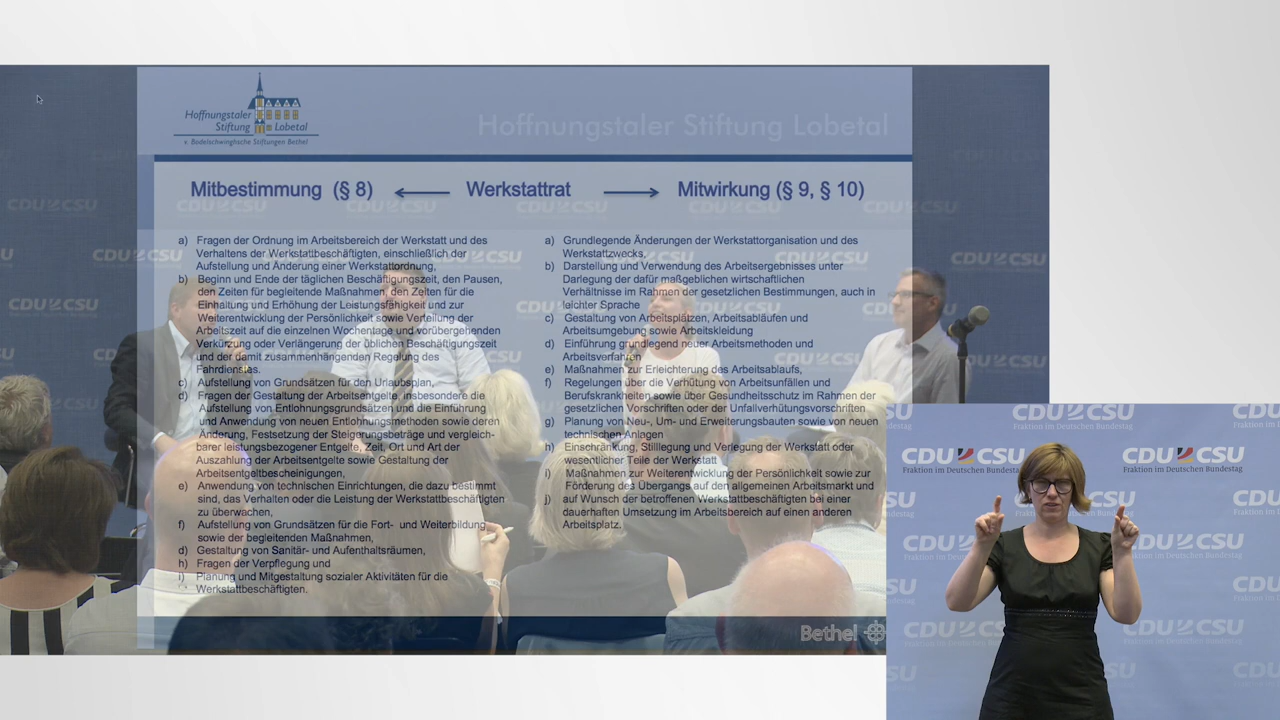 Hoffnungstaler
Stiftung Lobetal
v. Bodelschwinghsche Stiftungen Bethel
Hoffnungstaler Stiftung Lobetal
Mitbestimmung (§ 8)
Werkstattrat
Mitwirkung (§ 9, § 10)
a) Fragen der Ordnung im Arbeitsbereich der Werkstatt und des
Verhaltens der Werkstattbeschäftigten, einschließlich der
Aufstellung und Änderung einer Werkstattordnung,
b) Beginn und Ende der täglichen Beschäftigungszeit, den Pausen,
den Zeiten für begleitende Maßnahmen, den Zeiten für die
Einhaltung und Erhöhung der Leistungsfähigkeit und zur
Weiterentwicklung der Persönlichkeit sowie Verteilung der
Arbeitszeit auf die einzelnen Wochentage und vorübergehenden
Verkürzung oder Verlängerung der üblichen Beschäftigungszeit
und der damit zusammenhängenden Regelung des
Fahrdienstes.
c) Aufstellung von Grundsätzen für den Urlaubsplan,
d) Fragen der Gestaltung der Arbeitsentgelte, insbesondere die
Aufstellung von Entlohnungsgrundsätzen und die Einführung
und Anwendung von neuen Entlohnungsmethoden sowie deren
Änderung, Festsetzung der Steigerungsbeträge und vergleich-
barer leistungsbezogener Entgelte, Zeit, Ort und Art der
Auszahlung der Arbeitsentgelte sowie Gestaltung der
Arbeitsentgeltbescheinigungen,
e) Anwendung von technischen Einrichtungen, die dazu bestimmt
sind, das Verhalten oder die Leistung der Werkstattbeschäftigten
zu überwachen,
f) Aufstellung von Grundsätzen für die Fort- und Weiterbildung
sowie der begleitenden Maßnahmen,
d) Gestaltung von Sanitär- und Aufenthaltsräumen,
h) Fragen der Verpflegung und
i) Planung und Mitgestaltung sozialer Aktivitäten für die
Werkstattbeschäftigten.
a) Grundlegende Änderungen der Werkstattorganisation und des
Werkstattzwecks,
b) Darstellung und Verwendung des Arbeitsergebnisses unter
Darlegung der dafür maßgeblichen wirtschaftlichen
Verhältnisse im Rahmen der gesetzlichen Bestimmungen, auch in
leichter Sprache
c) Gestaltung von Arbeitsplätzen, Arbeitsabläufen und
Arbeitsumgebung sowie Arbeitskleidung
d) Einführung grundlegend neuer Arbeitsmethoden und
Arbeitsverfahren
e) Maßnahmen zur Erleichterung des Arbeitsablaufs,
f) Regelungen über die Verhütung von Arbeitsunfällen und
Berufskrankheiten sowie über Gesundheitsschutz im Rahmen der
gesetzlichen Vorschriften oder der Unfallverhütungsvorschriften
g) Planung von Neu-, Um- und Erweiterungsbauten sowie von neuen
technischen Anlagen
h) Einschränkung, Stilllegung und Verlegung der Werkstatt oder
wesentlicher Teile der Werkstatt
i) Maßnahmen zur Weiterentwicklung der Persönlichkeit sowie zur
Förderung des Übergangs auf den allgemeinen Arbeitsmarkt und
j) auf Wunsch der betroffenen Werkstattbeschäftigten bei einer
dauerhaften Umsetzung im Arbeitsbereich auf einen anderen
Arbeitsplatz.
Bethel
CDU CSU
Fraktion im Deutschen Bundestag
CDU CSU
Fraktion im Deutschen Bundestag